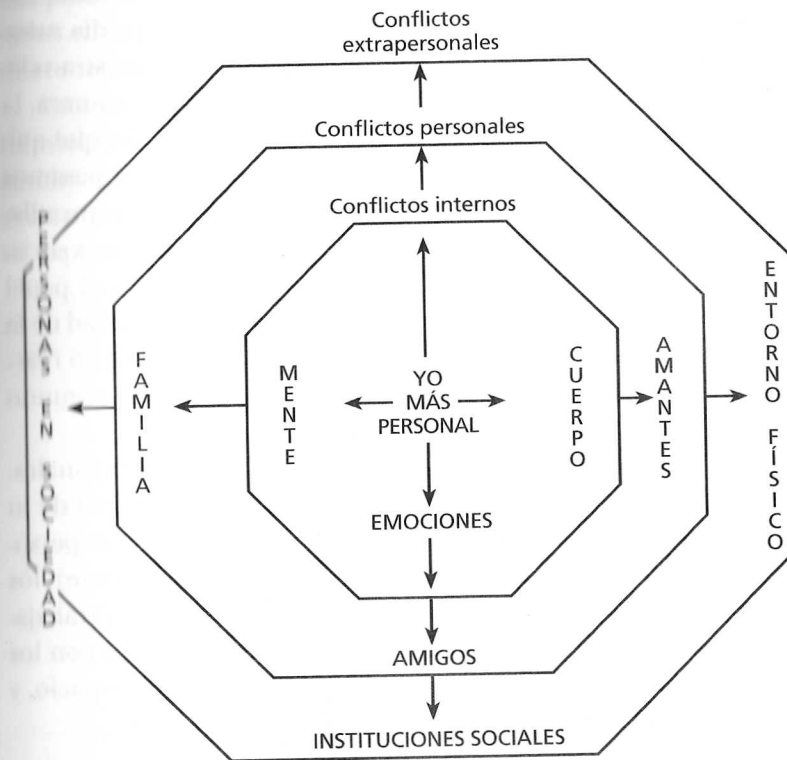 Conflictos
extrapersonales
Conflictos personales
Conflictos internos
PERSONAS EN SOCIEDAD
FAMILIA
MENTE
YO
MÁS
PERSONAL
CUERPO
AMANTES
ENTORNO FÍSICO
EMOCIONES
AMIGOS
INSTITUCIONES SOCIALES